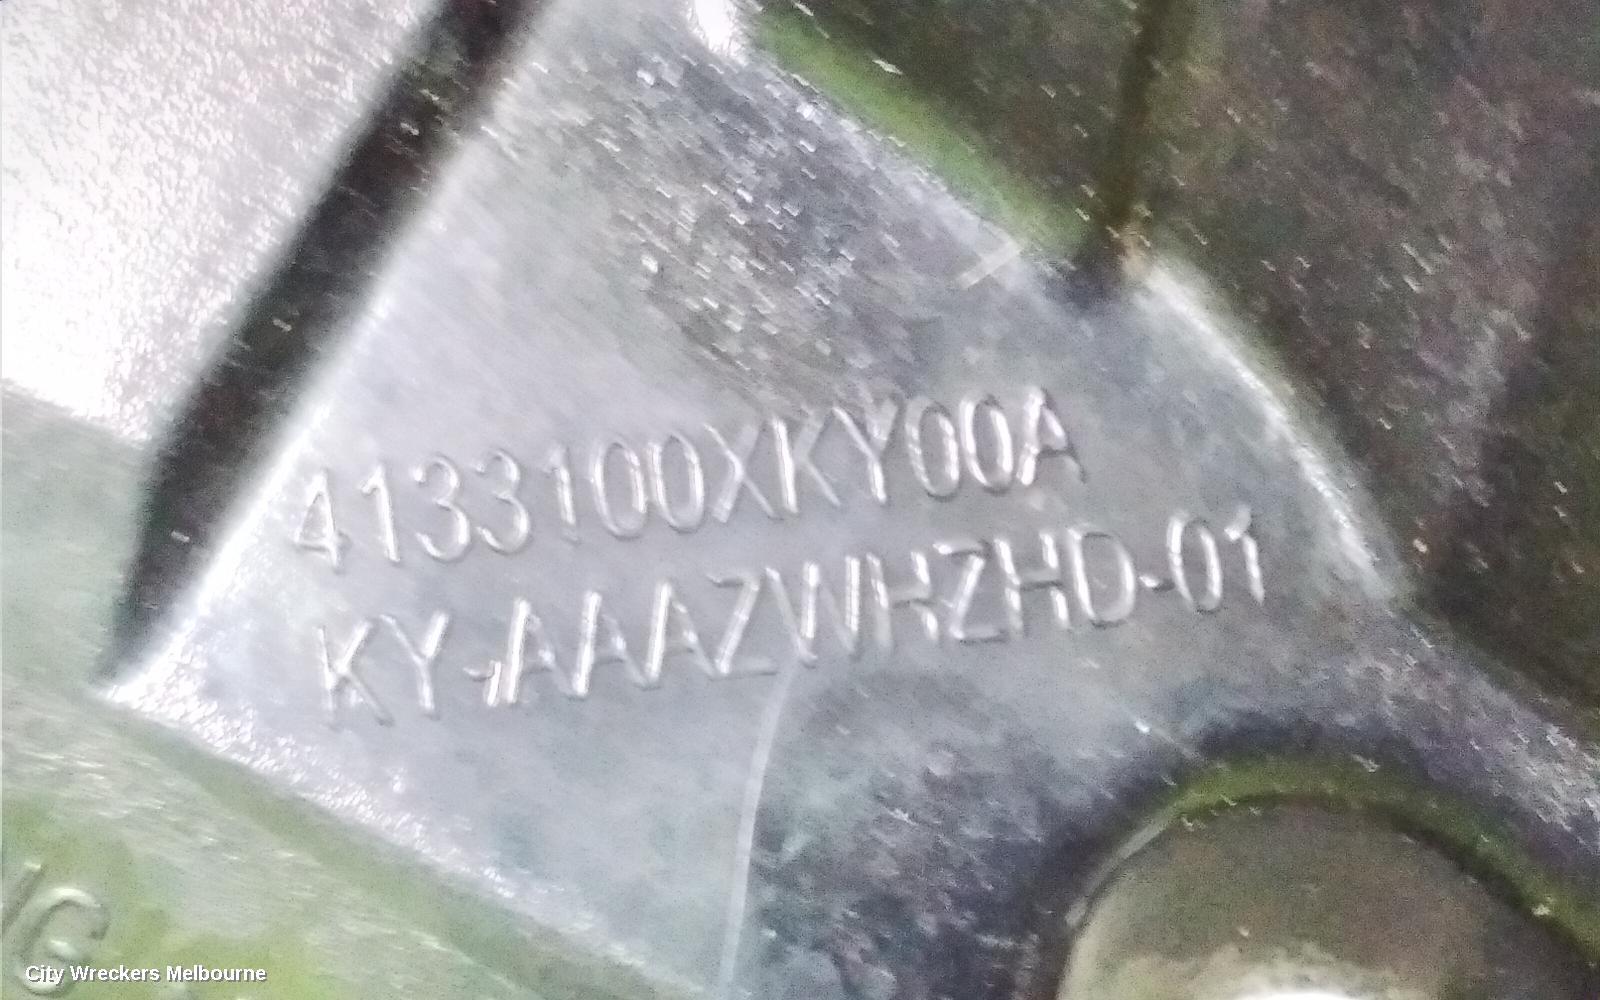 4133100XKY00A
KY-AAAZWHZHD-01
City Wreckers Melbourne